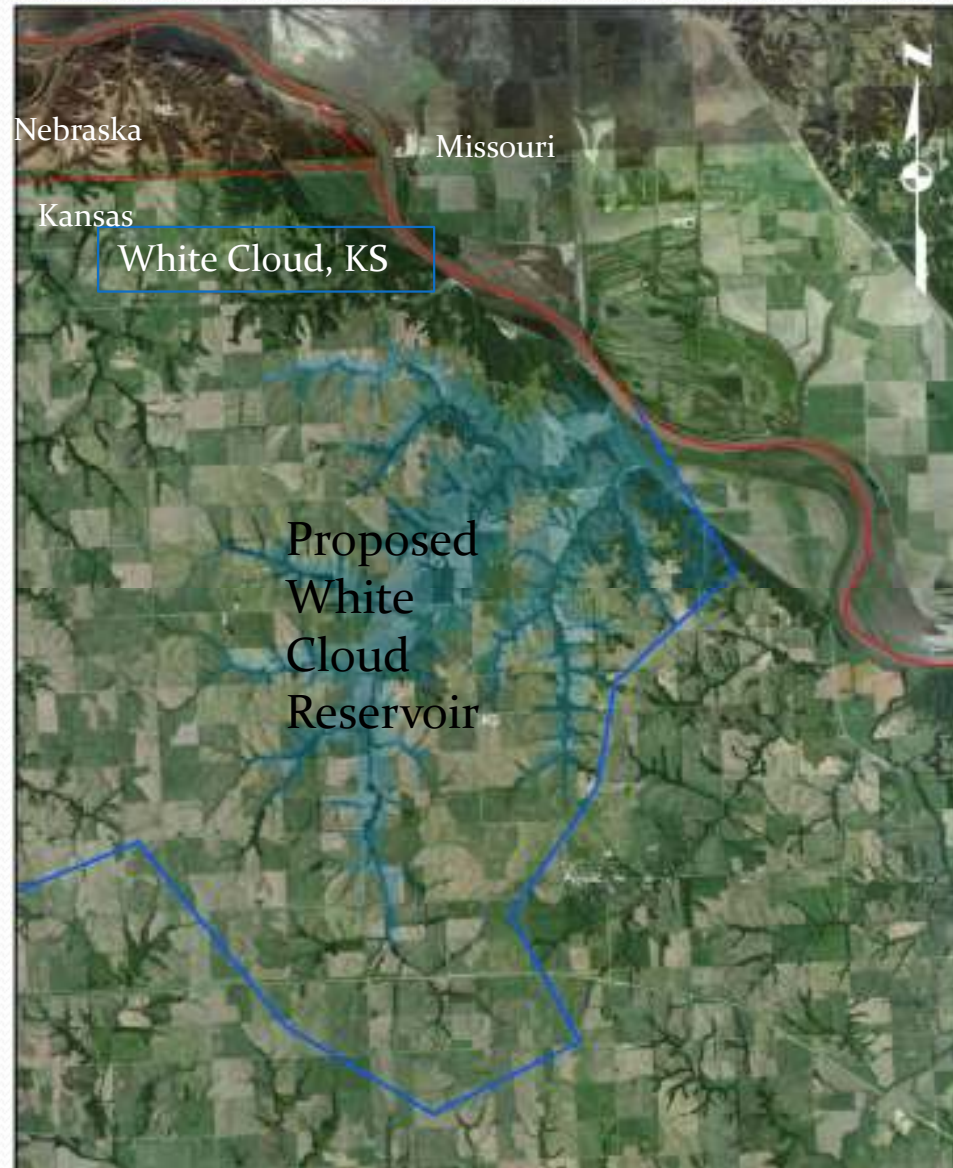 Nebraska
Missouri
Kansas
White Cloud, KS
Proposed
White
Cloud
Reservoir